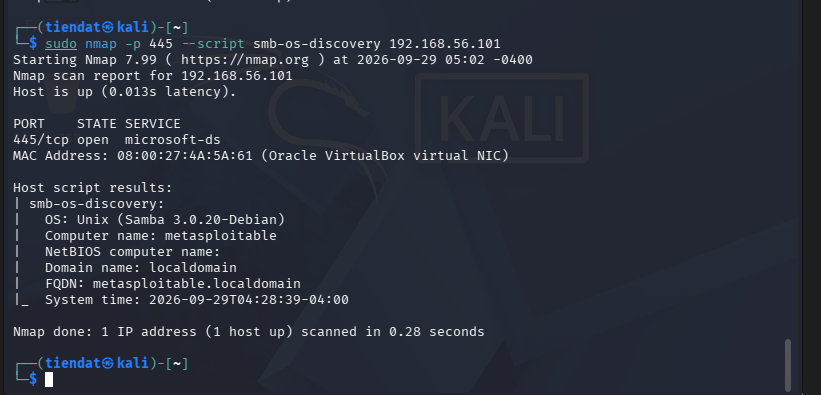 ┌──(tiendat㉿kali)-[~]
└─$ sudo nmap -p 445 --script smb-os-discovery 192.168.56.101
Starting Nmap 7.99 ( https://nmap.org ) at 2026-09-29 05:02 -0400
Nmap scan report for 192.168.56.101
Host is up (0.013s latency).

PORT    STATE SERVICE
445/tcp open  microsoft-ds
MAC Address: 08:00:27:4A:5A:61 (Oracle VirtualBox virtual NIC)

Host script results:
| smb-os-discovery:
|   OS: Unix (Samba 3.0.20-Debian)
|   Computer name: metasploitable
|   NetBIOS computer name:
|   Domain name: localdomain
|   FQDN: metasploitable.localdomain
|_  System time: 2026-09-29T04:28:39-04:00

Nmap done: 1 IP address (1 host up) scanned in 0.28 seconds

┌──(tiendat㉿kali)-[~]
└─$
KALI